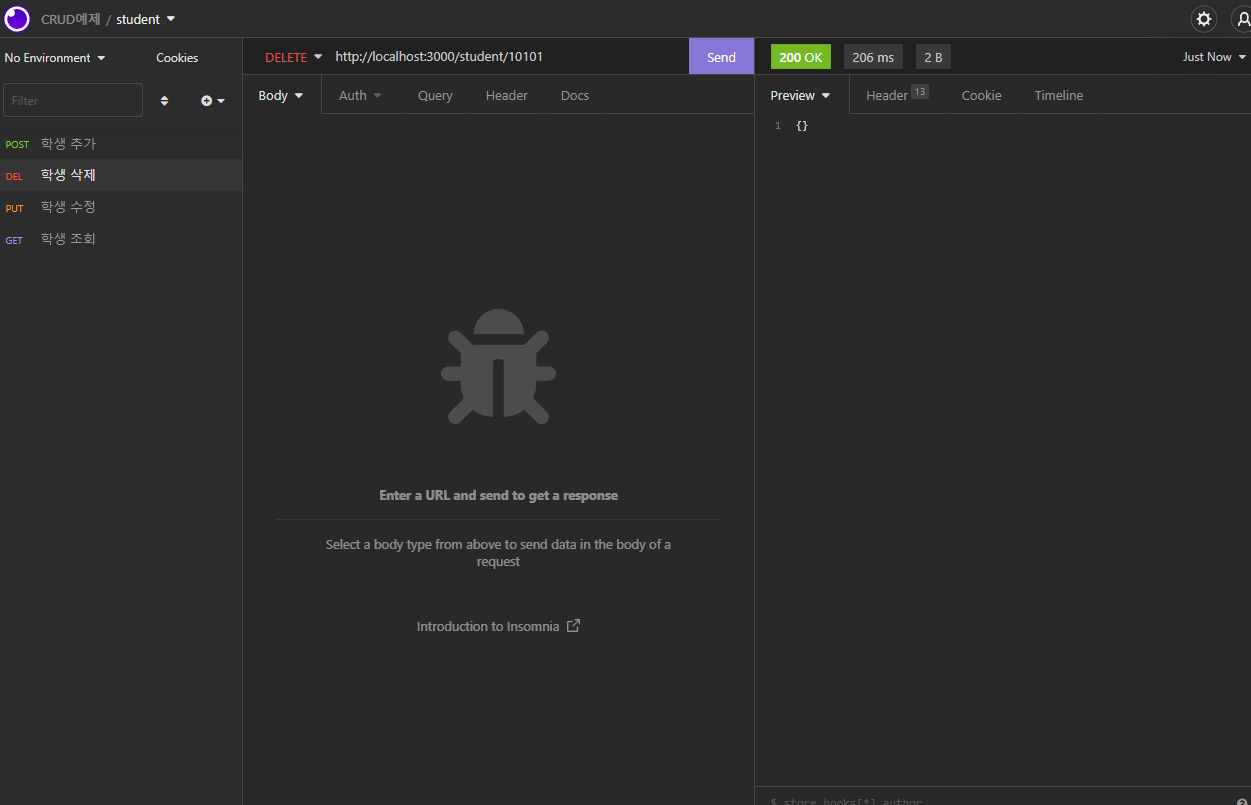 CRUD예제 / student
No Environment
Cookies
Filter
POST 학생 추가
DEL 학생 삭제
PUT 학생 수정
GET 학생 조회
DELETE http://localhost:3000/student/10101 Send
Body Auth Query Header Docs
Enter a URL and send to get a response
Select a body type from above to send data in the body of a
request
Introduction to Insomnia
200 OK 206 ms 2 B Just Now
Preview Header 13 Cookie Timeline
1 {}
$.store.books[*].author